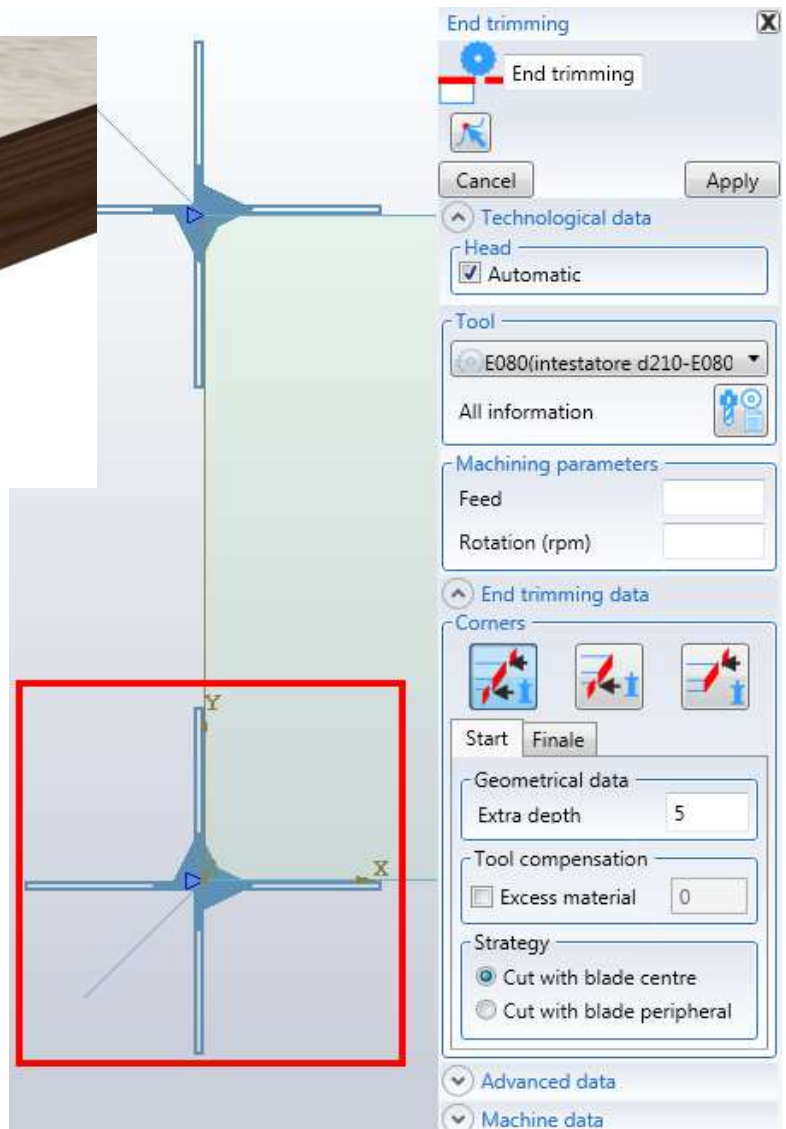 End trimming
X
End trimming
Cancel
Apply
Technological data
Head
Automatic
Tool
E080(intestatore d210-E080
All information
Machining parameters
Feed
Rotation (rpm)
End trimming data
Corners
Start
Finale
Geometrical data
Extra depth
5
Tool compensation
Excess material
0
Strategy
Cut with blade centre
Cut with blade peripheral
Advanced data
Machine data
Y
X